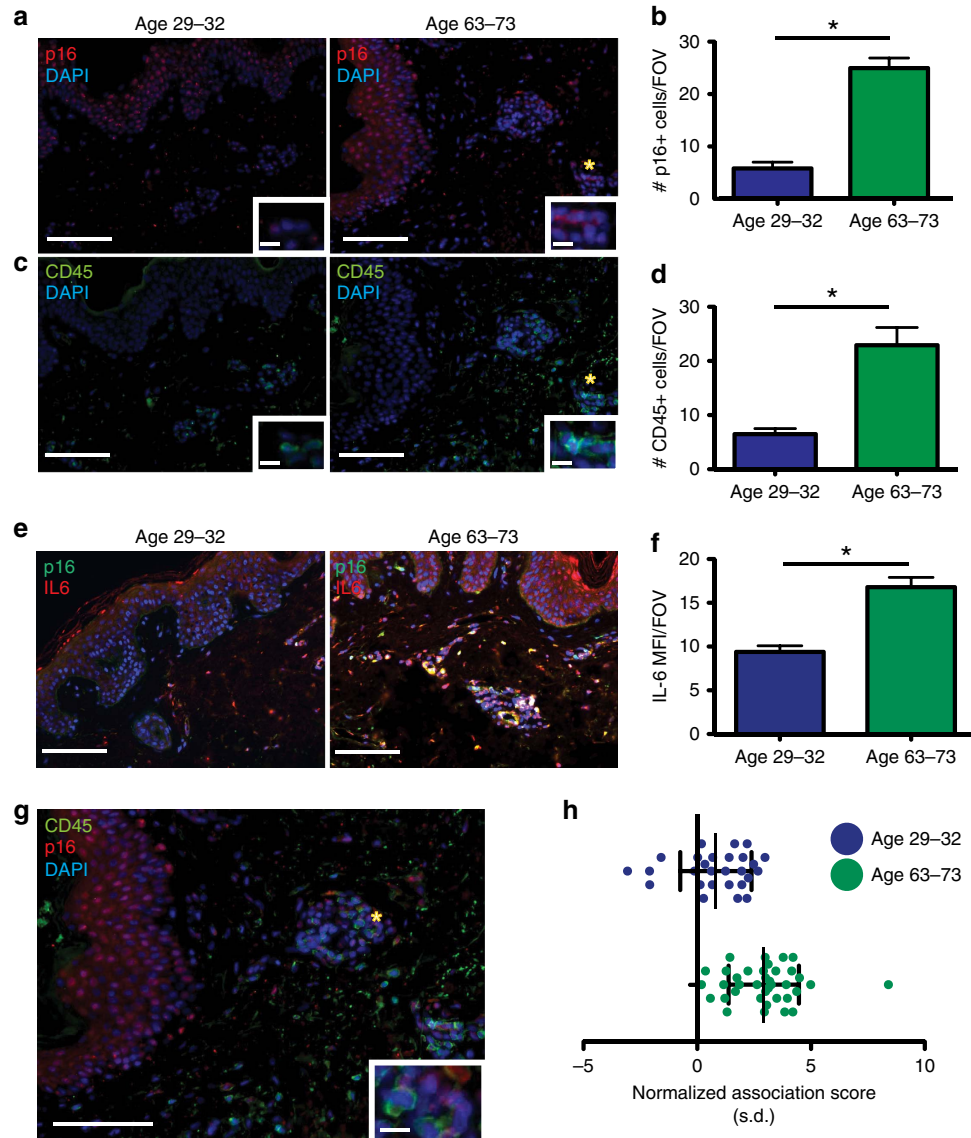 a
Age 29–32
Age 63–73
p16
DAPI
p16
DAPI
*
b
# p16+ cells/FOV
30
20
10
0
*
Age 29–32
Age 63–73
c
CD45
DAPI
CD45
DAPI
*
d
# CD45+ cells/FOV
30
20
10
0
*
Age 29–32
Age 63–73
e
Age 29–32
Age 63–73
p16
IL6
p16
IL6
f
IL-6 MFI/FOV
20
15
10
5
0
*
Age 29–32
Age 63–73
g
CD45
p16
DAPI
*
h
Age 29–32
Age 63–73
–5
0
5
10
Normalized association score
(s.d.)